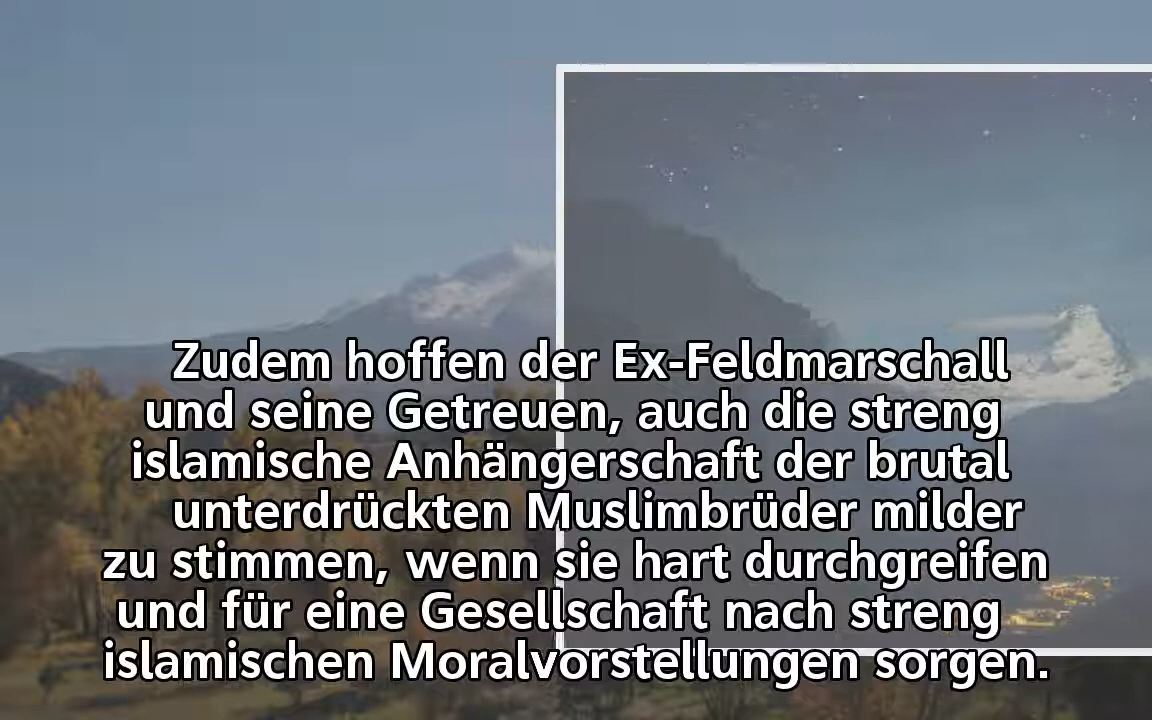 Zudem hoffen der Ex-Feldmarschall
und seine Getreuen, auch die streng
islamische Anhängerschaft der brutal
unterdrückten Muslimbrüder milder
zu stimmen, wenn sie hart durchgreifen
und für eine Gesellschaft nach streng
islamischen Moralvorstellungen sorgen.